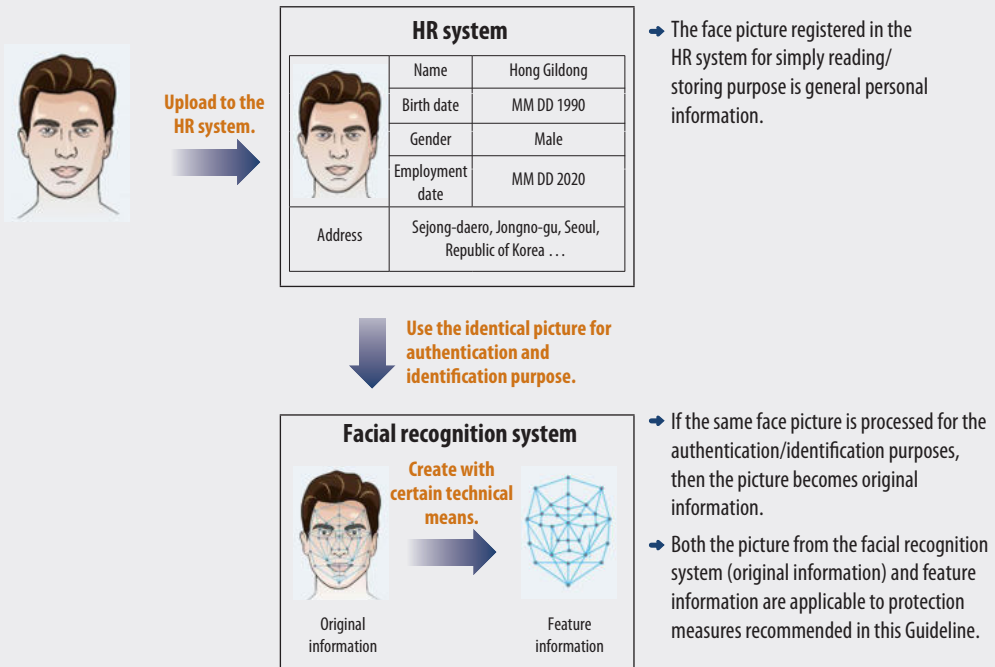 Upload to the
HR system.
HR system
Name
Hong Gildong
Birth date
MM DD 1990
Gender
Male
Employment
date
MM DD 2020
Address
Sejong-daero, Jongno-gu, Seoul,
Republic of Korea …
The face picture registered in the
HR system for simply reading/
storing purpose is general personal
information.
Use the identical picture for
authentication and
identification purpose.
Facial recognition system
Create with
certain technical
means.
Original
information
Feature
information
If the same face picture is processed for the
authentication/identification purposes,
then the picture becomes original
information.
Both the picture from the facial recognition
system (original information) and feature
information are applicable to protection
measures recommended in this Guideline.